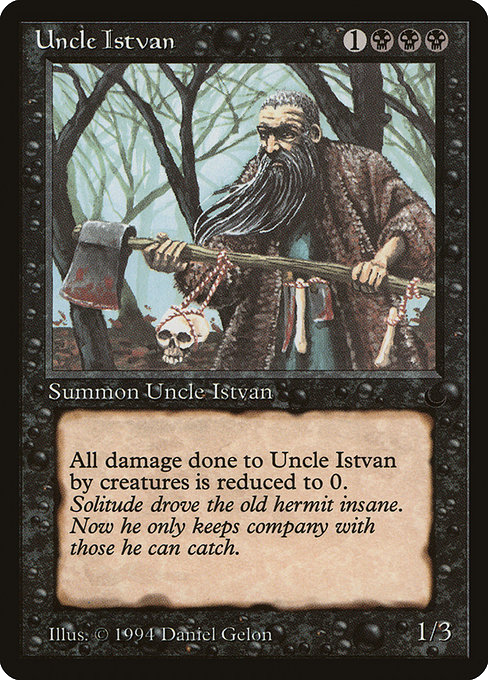 Uncle Istvan 1
Summon Uncle Istvan
All damage done to Uncle Istvan
by creatures is reduced to 0.
Solitude drove the old hermit insane.
Now he only keeps company with
those he can catch.
Illus: © 1994 Daniel Gelon 1/3